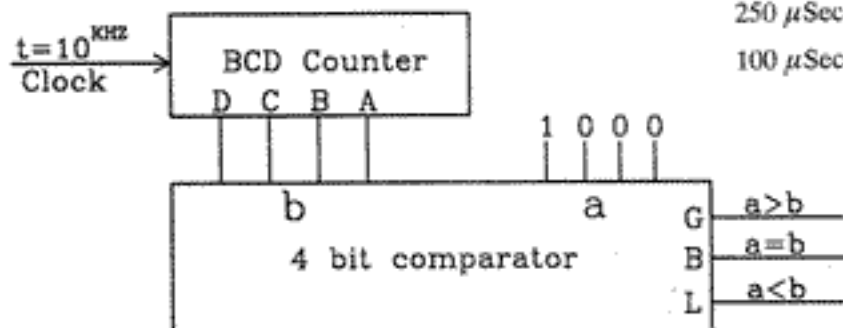 250 μSec
t=10 KHZ
BCD Counter
100 μSec
Clock
D C B A
1 0 0 0
b a
G a>b
4 bit comparator
B a=b
L a<b